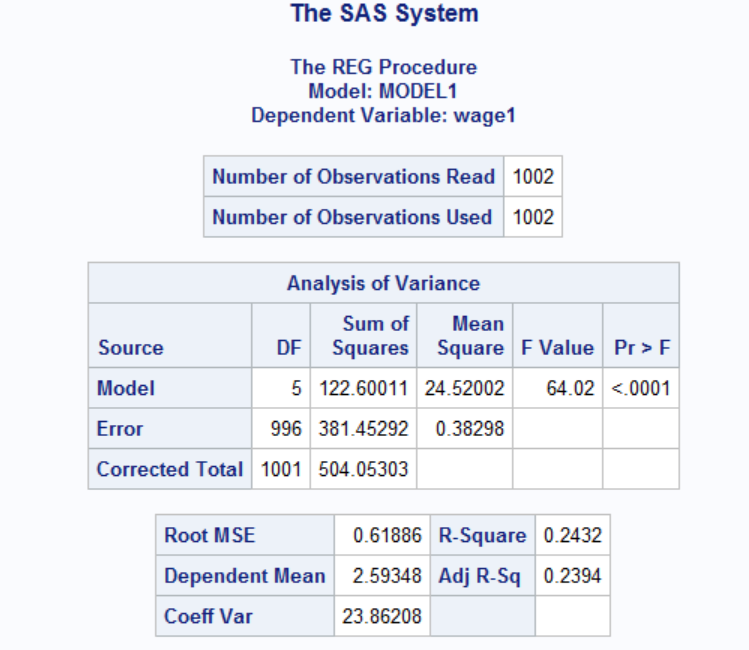 The SAS System
The REG Procedure
Model: MODEL1
Dependent Variable: wage1
Number of Observations Read 1002
Number of Observations Used 1002
Analysis of Variance
Source DF Sum of Squares Mean Square F Value Pr > F
Model 5 122.60011 24.52002 64.02 <.0001
Error 996 381.45292 0.38298
Corrected Total 1001 504.05303
Root MSE 0.61886 R-Square 0.2432
Dependent Mean 2.59348 Adj R-Sq 0.2394
Coeff Var 23.86208